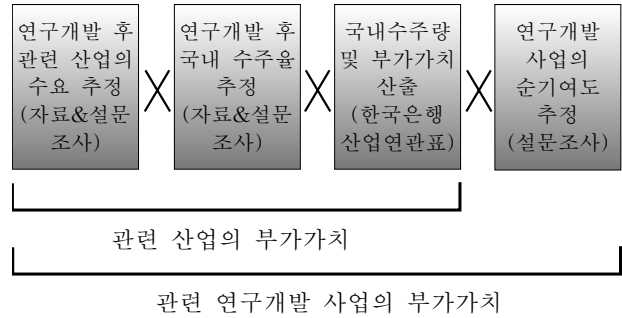 연구개발 후
관련 산업의
수요 추정
(자료&설문
조사)
연구개발 후
국내 수주율
추정
(자료&설문
조사)
국내수주량
및 부가가치
산출
(한국은행
산업연관표)
연구개발
사업의
순기여도
추정
(설문조사)
관련 산업의 부가가치
관련 연구개발 사업의 부가가치